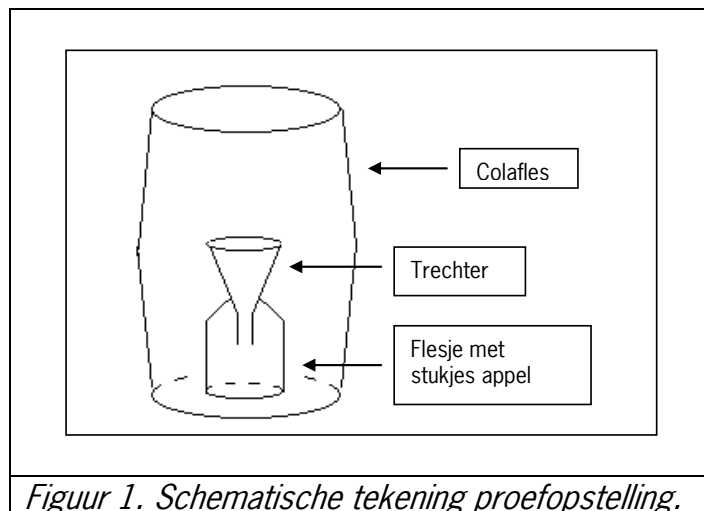 Colafles
Trechter
Flesje met
stukjes appel
Figuur 1. Schematische tekening proefopstelling.